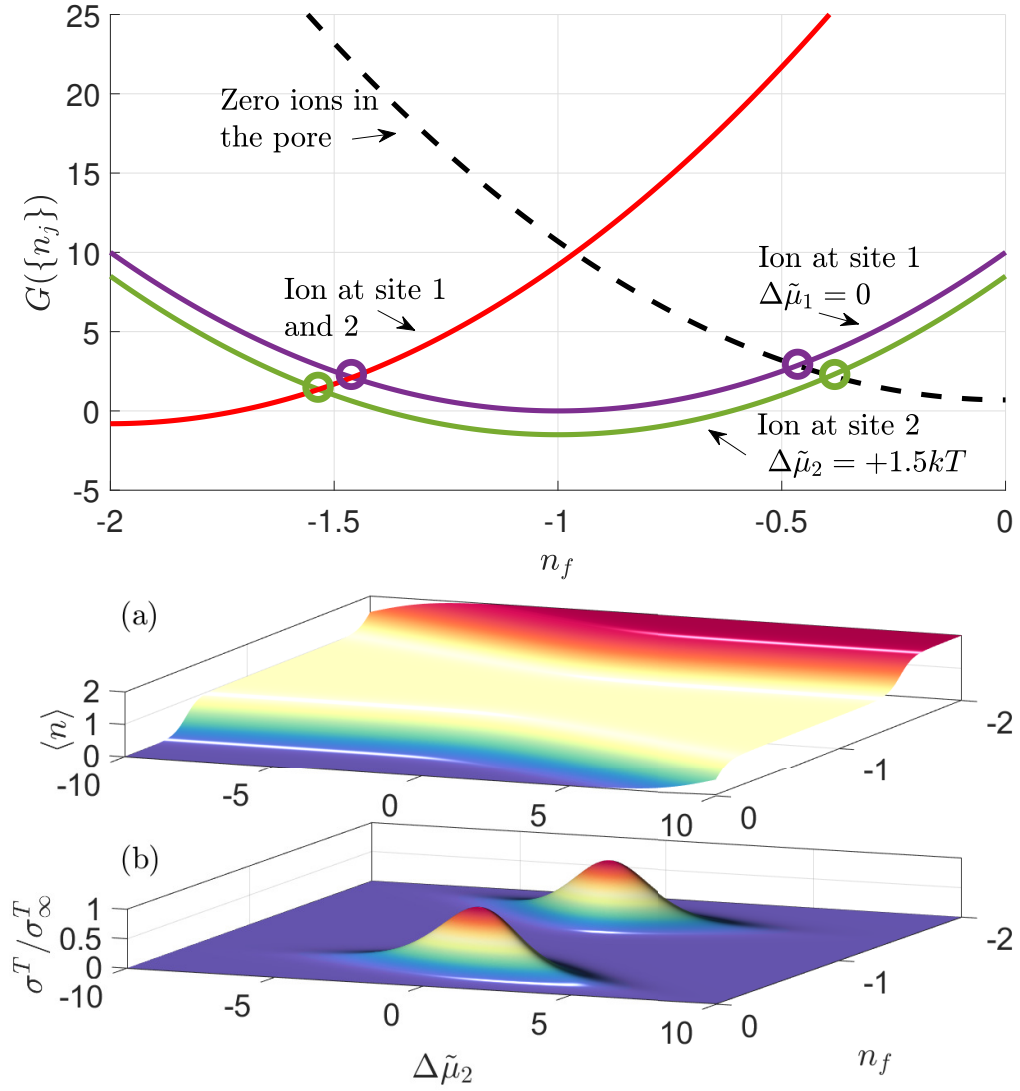 25
20
15
10
5
0
-5
G({n_j})
Zero ions in
the pore
Ion at site 1
and 2
Ion at site 1
Δμ̃₁ = 0
Ion at site 2
Δμ̃₂ = +1.5kT
-2 -1.5 -1 -0.5 0
n_f
(a)
2
1
0
⟨n⟩
-10 -5 0 5 10
0 -1 -2
(b)
1
0.5
0
σ^T/σ^T_∞
-10 -5 0 5 10
0 -1 -2
Δμ̃₂
n_f